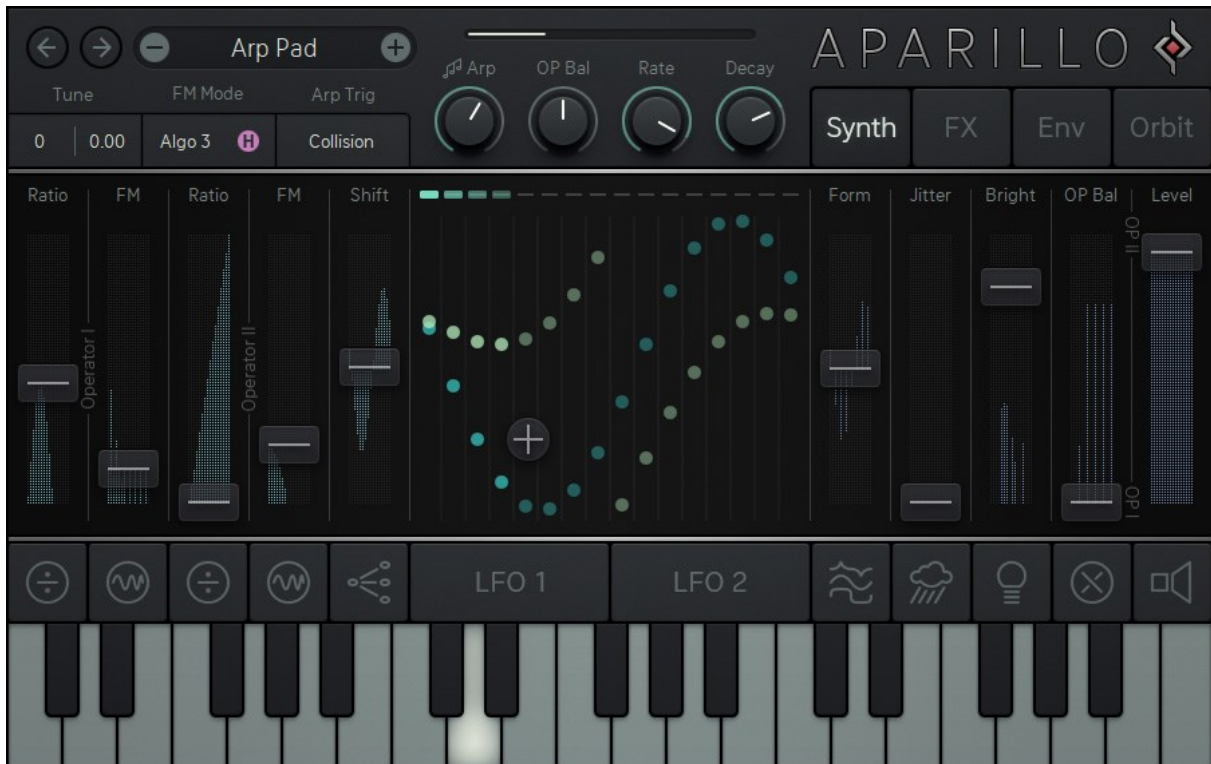 Arp Pad
APARILLO
Arp OP Bal Rate Decay
Tune FM Mode Arp Trig
0 0.00 Algo 3 H Collision
Synth FX Env Orbit
Ratio FM Ratio FM Shift Form Jitter Bright OP Bal Level
Operator I
Operator II
OP II
OP I
LFO 1 LFO 2